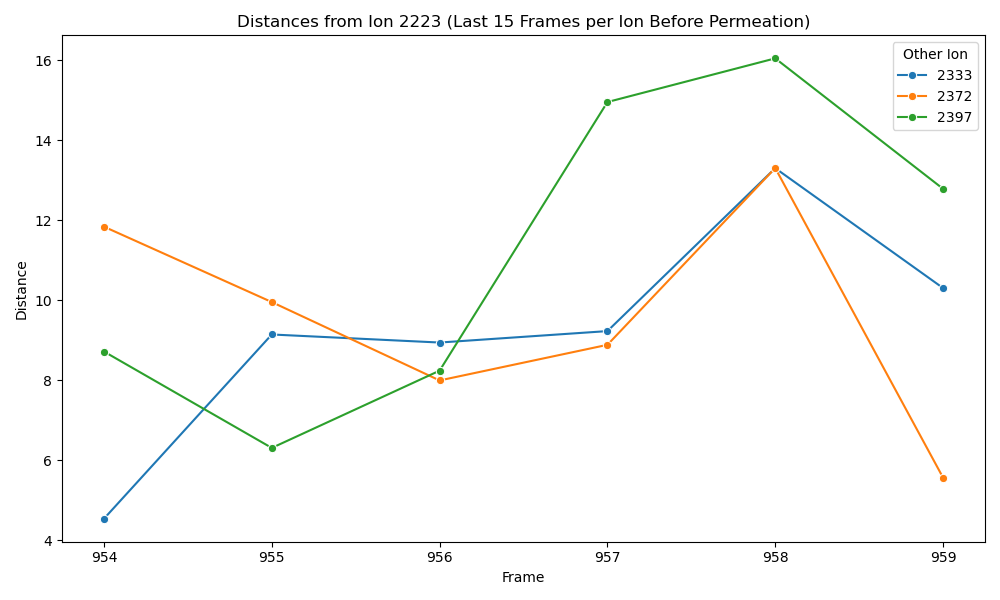 Distances from Ion 2223 (Last 15 Frames per Ion Before Permeation)
Other Ion
2333
2372
2397
16
14
12
10
8
6
4
Distance
954 955 956 957 958 959
Frame